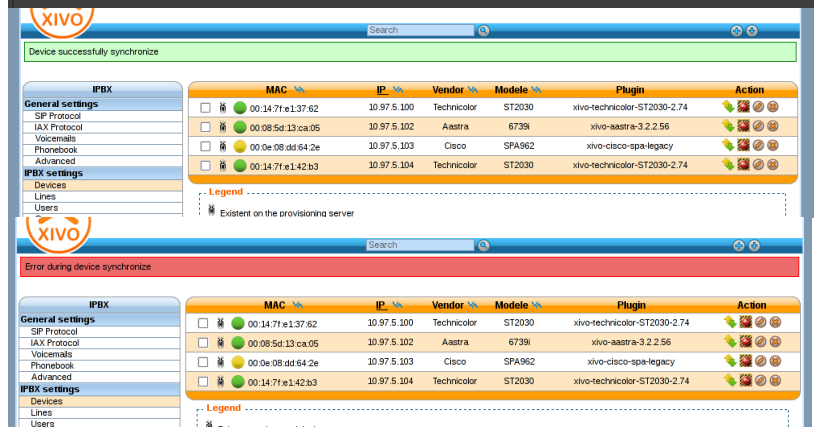 XIVO
Search
Device successfully synchronize
IPBX
General settings
SIP Protocol
IAX Protocol
Voicemails
Phonebook
Advanced
IPBX settings
Devices
Lines
Users
MAC IP Vendor Modele Plugin Action
00:14:7f:e1:37:62 10.97.5.100 Technicolor ST2030 xivo-technicolor-ST2030-2.74
00:08:5d:13:ca:05 10.97.5.102 Aastra 6739i xivo-aastra-3.2.2.56
00:0e:08:dd:64:2e 10.97.5.103 Cisco SPA962 xivo-cisco-spa-legacy
00:14:7f:e1:42:b3 10.97.5.104 Technicolor ST2030 xivo-technicolor-ST2030-2.74
Legend
Existent on the provisioning server
XIVO
Search
Error during device synchronize
IPBX
General settings
SIP Protocol
IAX Protocol
Voicemails
Phonebook
Advanced
IPBX settings
Devices
Lines
Users
MAC IP Vendor Modele Plugin Action
00:14:7f:e1:37:62 10.97.5.100 Technicolor ST2030 xivo-technicolor-ST2030-2.74
00:08:5d:13:ca:05 10.97.5.102 Aastra 6739i xivo-aastra-3.2.2.56
00:0e:08:dd:64:2e 10.97.5.103 Cisco SPA962 xivo-cisco-spa-legacy
00:14:7f:e1:42:b3 10.97.5.104 Technicolor ST2030 xivo-technicolor-ST2030-2.74
Legend